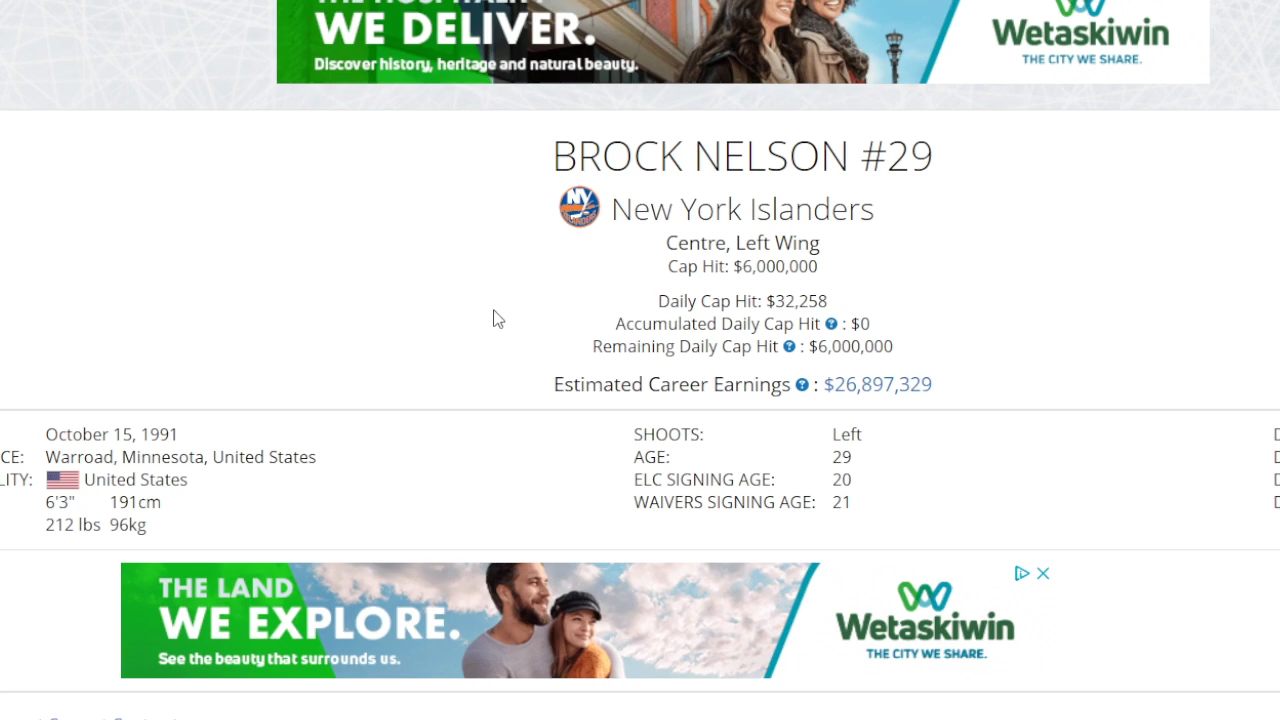 WE DELIVER.
Discover history, heritage and natural beauty.
Wetaskiwin
THE CITY WE SHARE.
BROCK NELSON #29
NY
New York Islanders
Centre, Left Wing
Cap Hit: $6,000,000
Daily Cap Hit: $32,258
Accumulated Daily Cap Hit ? : $0
Remaining Daily Cap Hit ? : $6,000,000
Estimated Career Earnings ? : $26,897,329
October 15, 1991
CE: Warroad, Minnesota, United States
LITY: United States
6'3" 191cm
212 lbs 96kg
SHOOTS: Left
AGE: 29
ELC SIGNING AGE: 20
WAIVERS SIGNING AGE: 21
THE LAND
WE EXPLORE.
See the beauty that surrounds us.
Wetaskiwin
THE CITY WE SHARE.